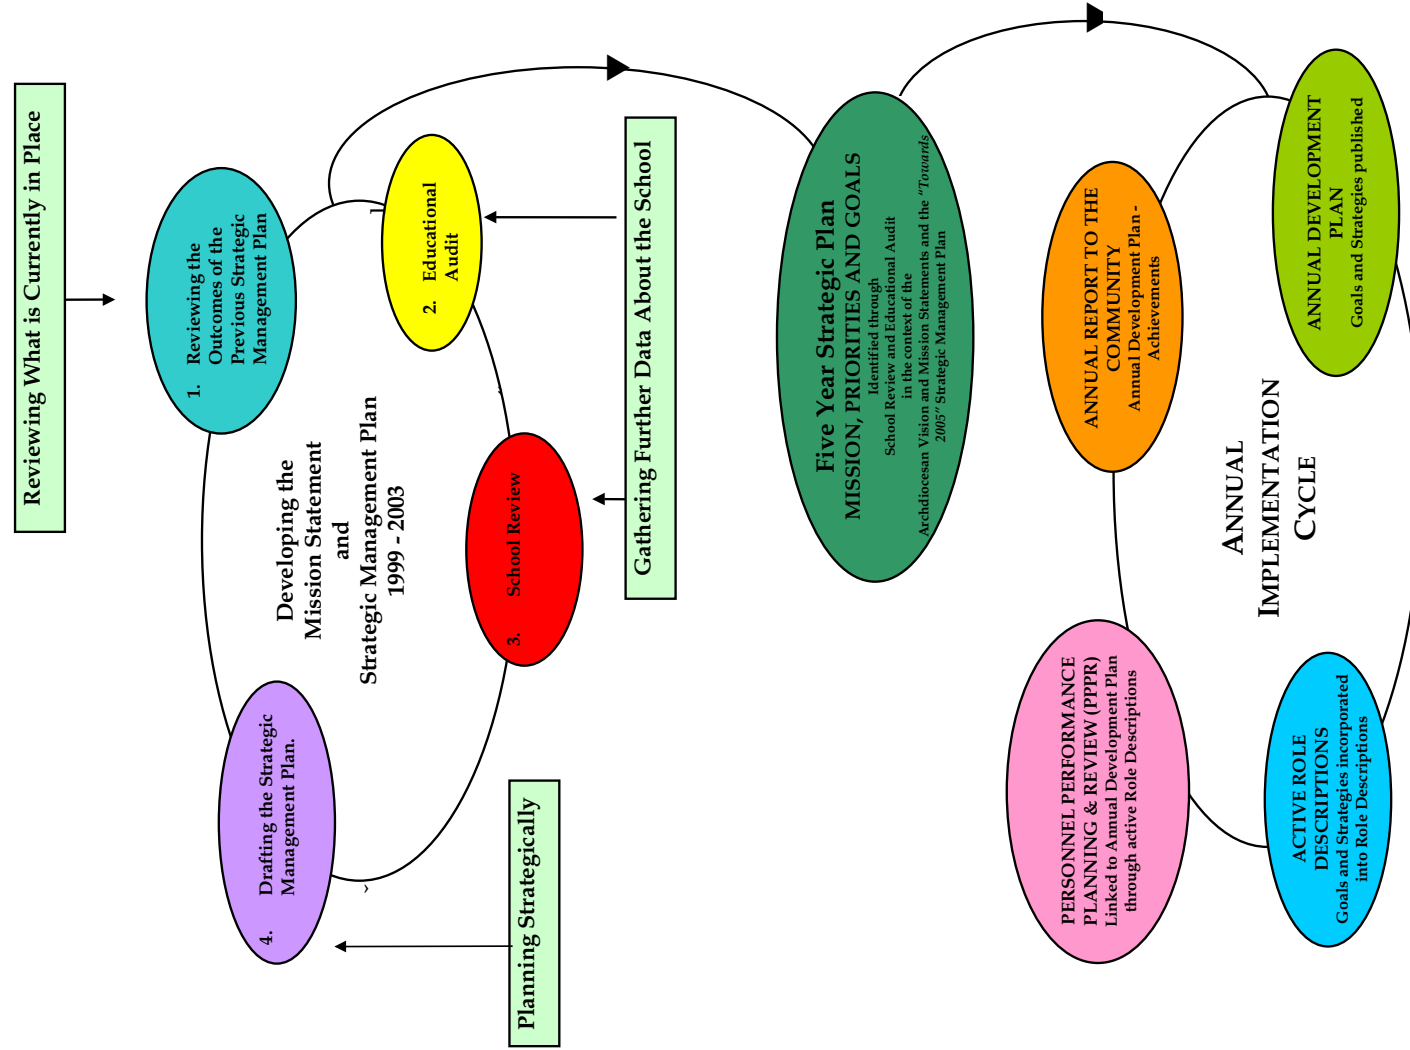 Reviewing What is Currently in Place
1. Reviewing the
Outcomes of the
Previous Strategic
Management Plan
2. Educational
Audit
Developing the
Mission Statement
and
Strategic Management Plan
1999 - 2003
3. School Review
4. Drafting the Strategic
Management Plan.
Gathering Further Data About the School
Planning Strategically
Five Year Strategic Plan
MISSION, PRIORITIES AND GOALS
Identified through
School Review and Educational Audit
in the context of the
Archdiocesan Vision and Mission Statements and the "Towards
2005" Strategic Management Plan
ANNUAL REPORT TO THE
COMMUNITY
Annual Development Plan -
Achievements
ANNUAL DEVELOPMENT
PLAN
Goals and Strategies published
ANNUAL
IMPLEMENTATION
CYCLE
PERSONNEL PERFORMANCE
PLANNING & REVIEW (PPPR)
Linked to Annual Development Plan
through active Role Descriptions
ACTIVE ROLE
DESCRIPTIONS
Goals and Strategies incorporated
into Role Descriptions